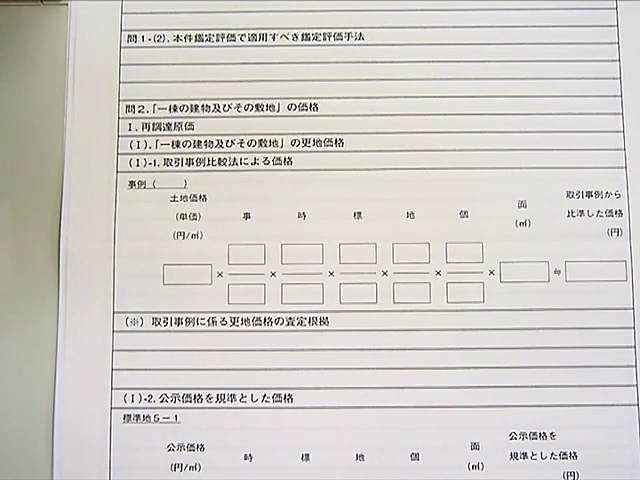 問1-(2).本件鑑定評価で適用すべき鑑定評価手法
問2.「一棟の建物及びその敷地」の価格
I.再調達原価
(I).「一棟の建物及びその敷地」の更地価格
(I)-1.取引事例比較法による価格
事例 ( )
土地価格 (単価) (円/㎡) 事 時 標 地 個 面 (㎡) 取引事例から 比準した価格 (円)
× × × × × × ≒
(※) 取引事例に係る更地価格の査定根拠
(I)-2.公示価格を規準とした価格
標準地5-1
公示価格 (円/㎡) 時 標 地 個 面 (㎡) 公示価格を 規準とした価格 (円)